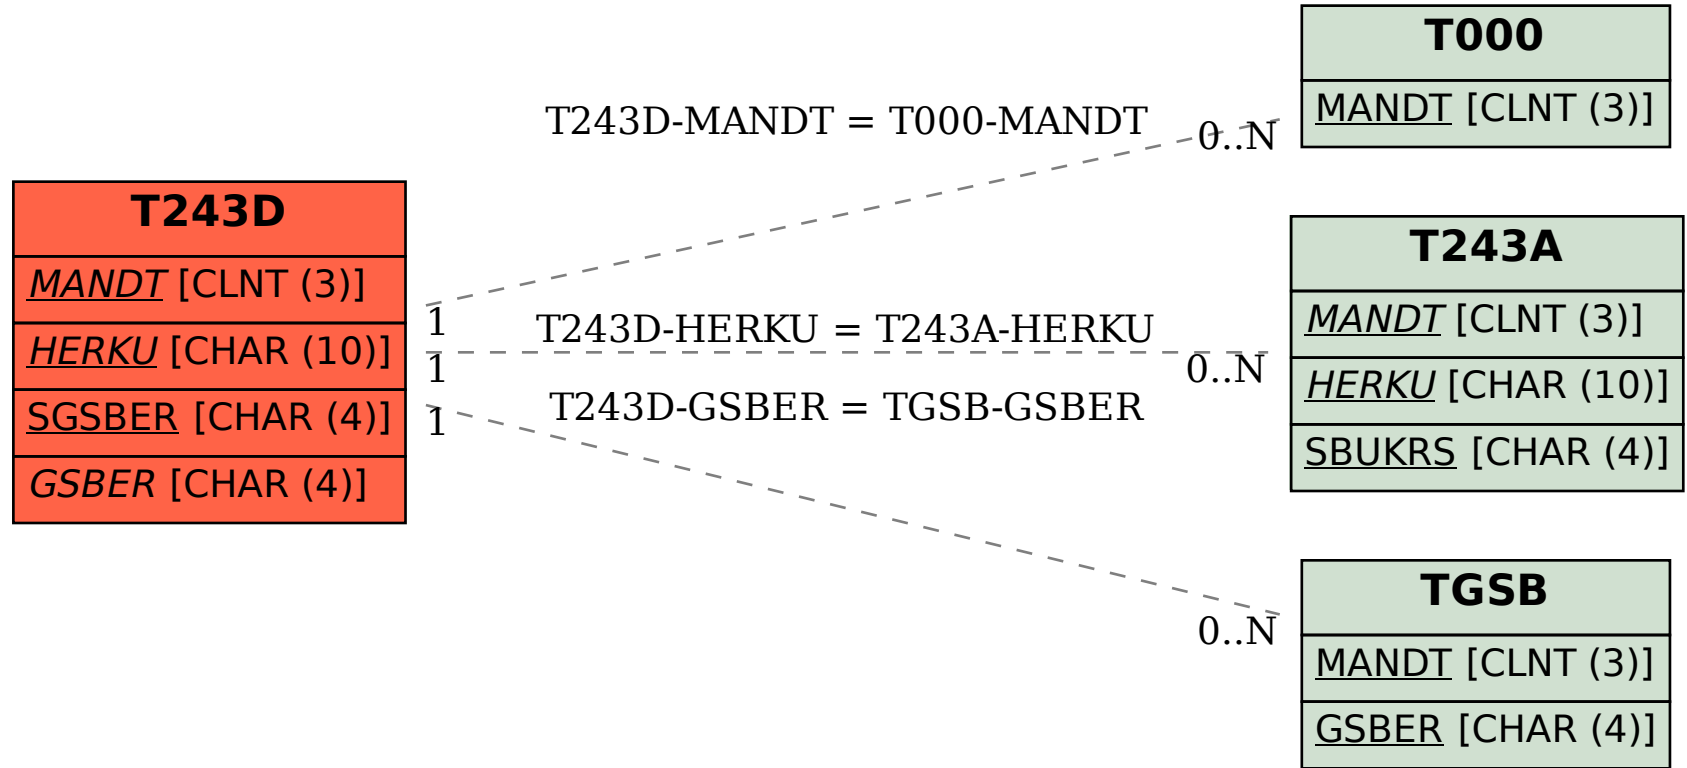 T000
MANDT [CLNT (3)]
T243D-MANDT = T000-MANDT
0..N
T243D
MANDT [CLNT (3)]
HERKU [CHAR (10)]
SGSBER [CHAR (4)]
GSBER [CHAR (4)]
1
T243D-HERKU = T243A-HERKU
1
0..N
T243D-GSBER = TGSB-GSBER
1
0..N
T243A
MANDT [CLNT (3)]
HERKU [CHAR (10)]
SBUKRS [CHAR (4)]
TGSB
MANDT [CLNT (3)]
GSBER [CHAR (4)]